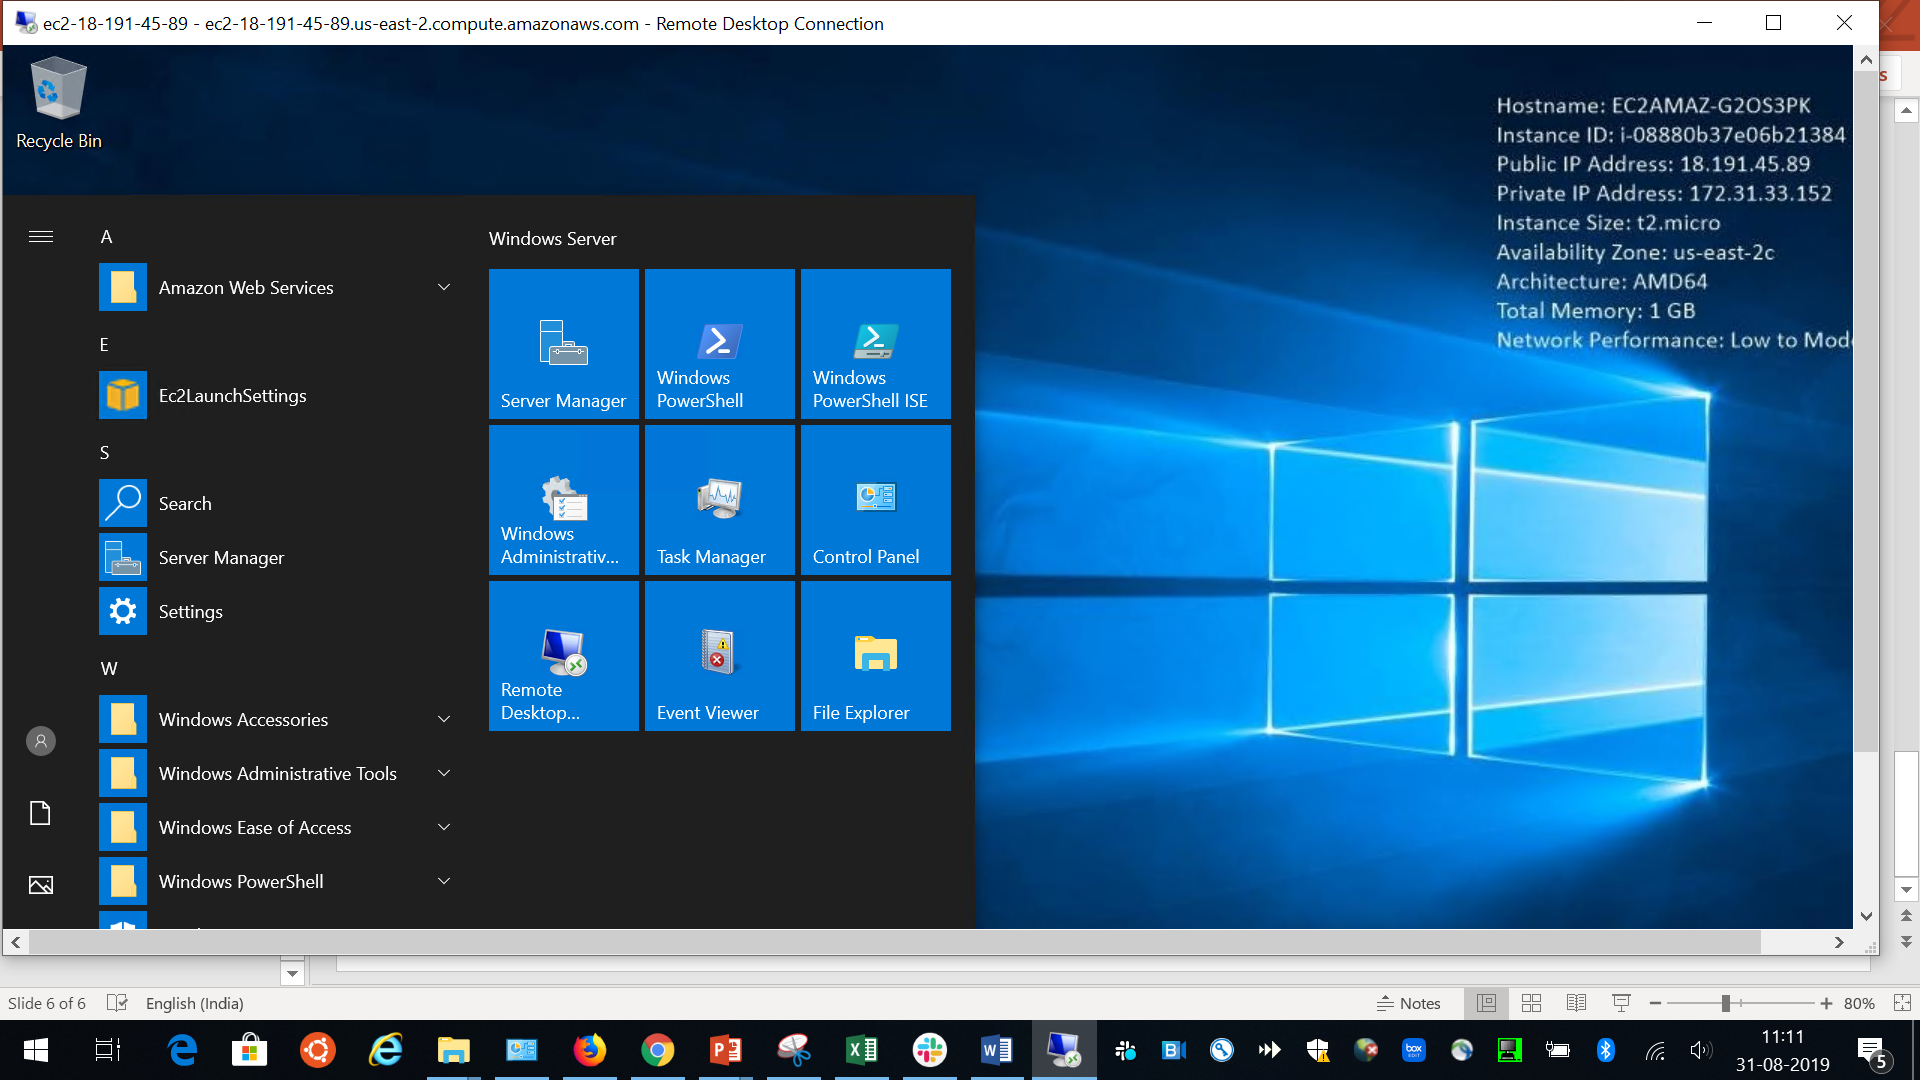 ec2-18-191-45-89 - ec2-18-191-45-89.us-east-2.compute.amazonaws.com - Remote Desktop Connection
Recycle Bin
Hostname: EC2AMAZ-G2OS3PK
Instance ID: i-08880b37e06b21384
Public IP Address: 18.191.45.89
Private IP Address: 172.31.33.152
Instance Size: t2.micro
Availability Zone: us-east-2c
Architecture: AMD64
Total Memory: 1 GB
Network Performance: Low to Mod
A
Amazon Web Services
E
Ec2LaunchSettings
S
Search
Server Manager
Settings
W
Windows Accessories
Windows Administrative Tools
Windows Ease of Access
Windows PowerShell
Windows Server
Server Manager
Windows PowerShell
Windows PowerShell ISE
Windows Administrativ...
Task Manager
Control Panel
Remote Desktop...
Event Viewer
File Explorer
Slide 6 of 6
English (India)
Notes
80%
11:11
31-08-2019
5